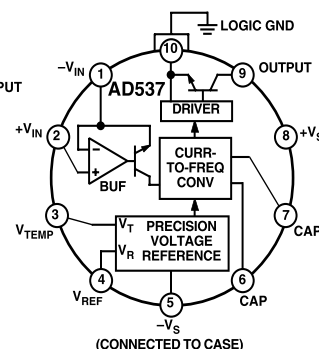 LOGIC GND
10
–VIN
1
AD537
9
OUTPUT
PUT
DRIVER
+VIN
2
–
+
BUF
CURR-
TO-FREQ
CONV
8
+VS
3
VTEMP
VT
VR
PRECISION
VOLTAGE
REFERENCE
7
CAP
4
VREF
5
6
CAP
–VS
(CONNECTED TO CASE)